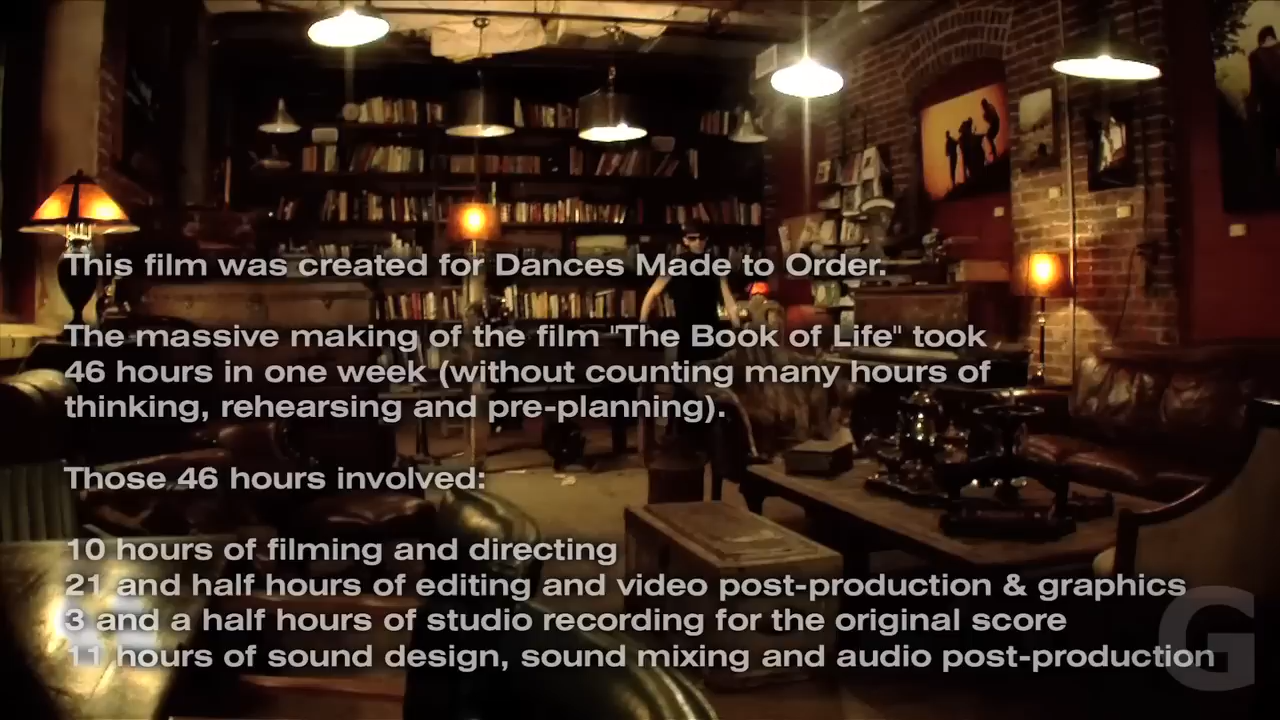 This film was created for Dances Made to Order.
The massive making of the film "The Book of Life" took
46 hours in one week (without counting many hours of
thinking, rehearsing and pre-planning).
Those 46 hours involved:
10 hours of filming and directing
21 and half hours of editing and video post-production & graphics
3 and a half hours of studio recording for the original score
11 hours of sound design, sound mixing and audio post-production
G